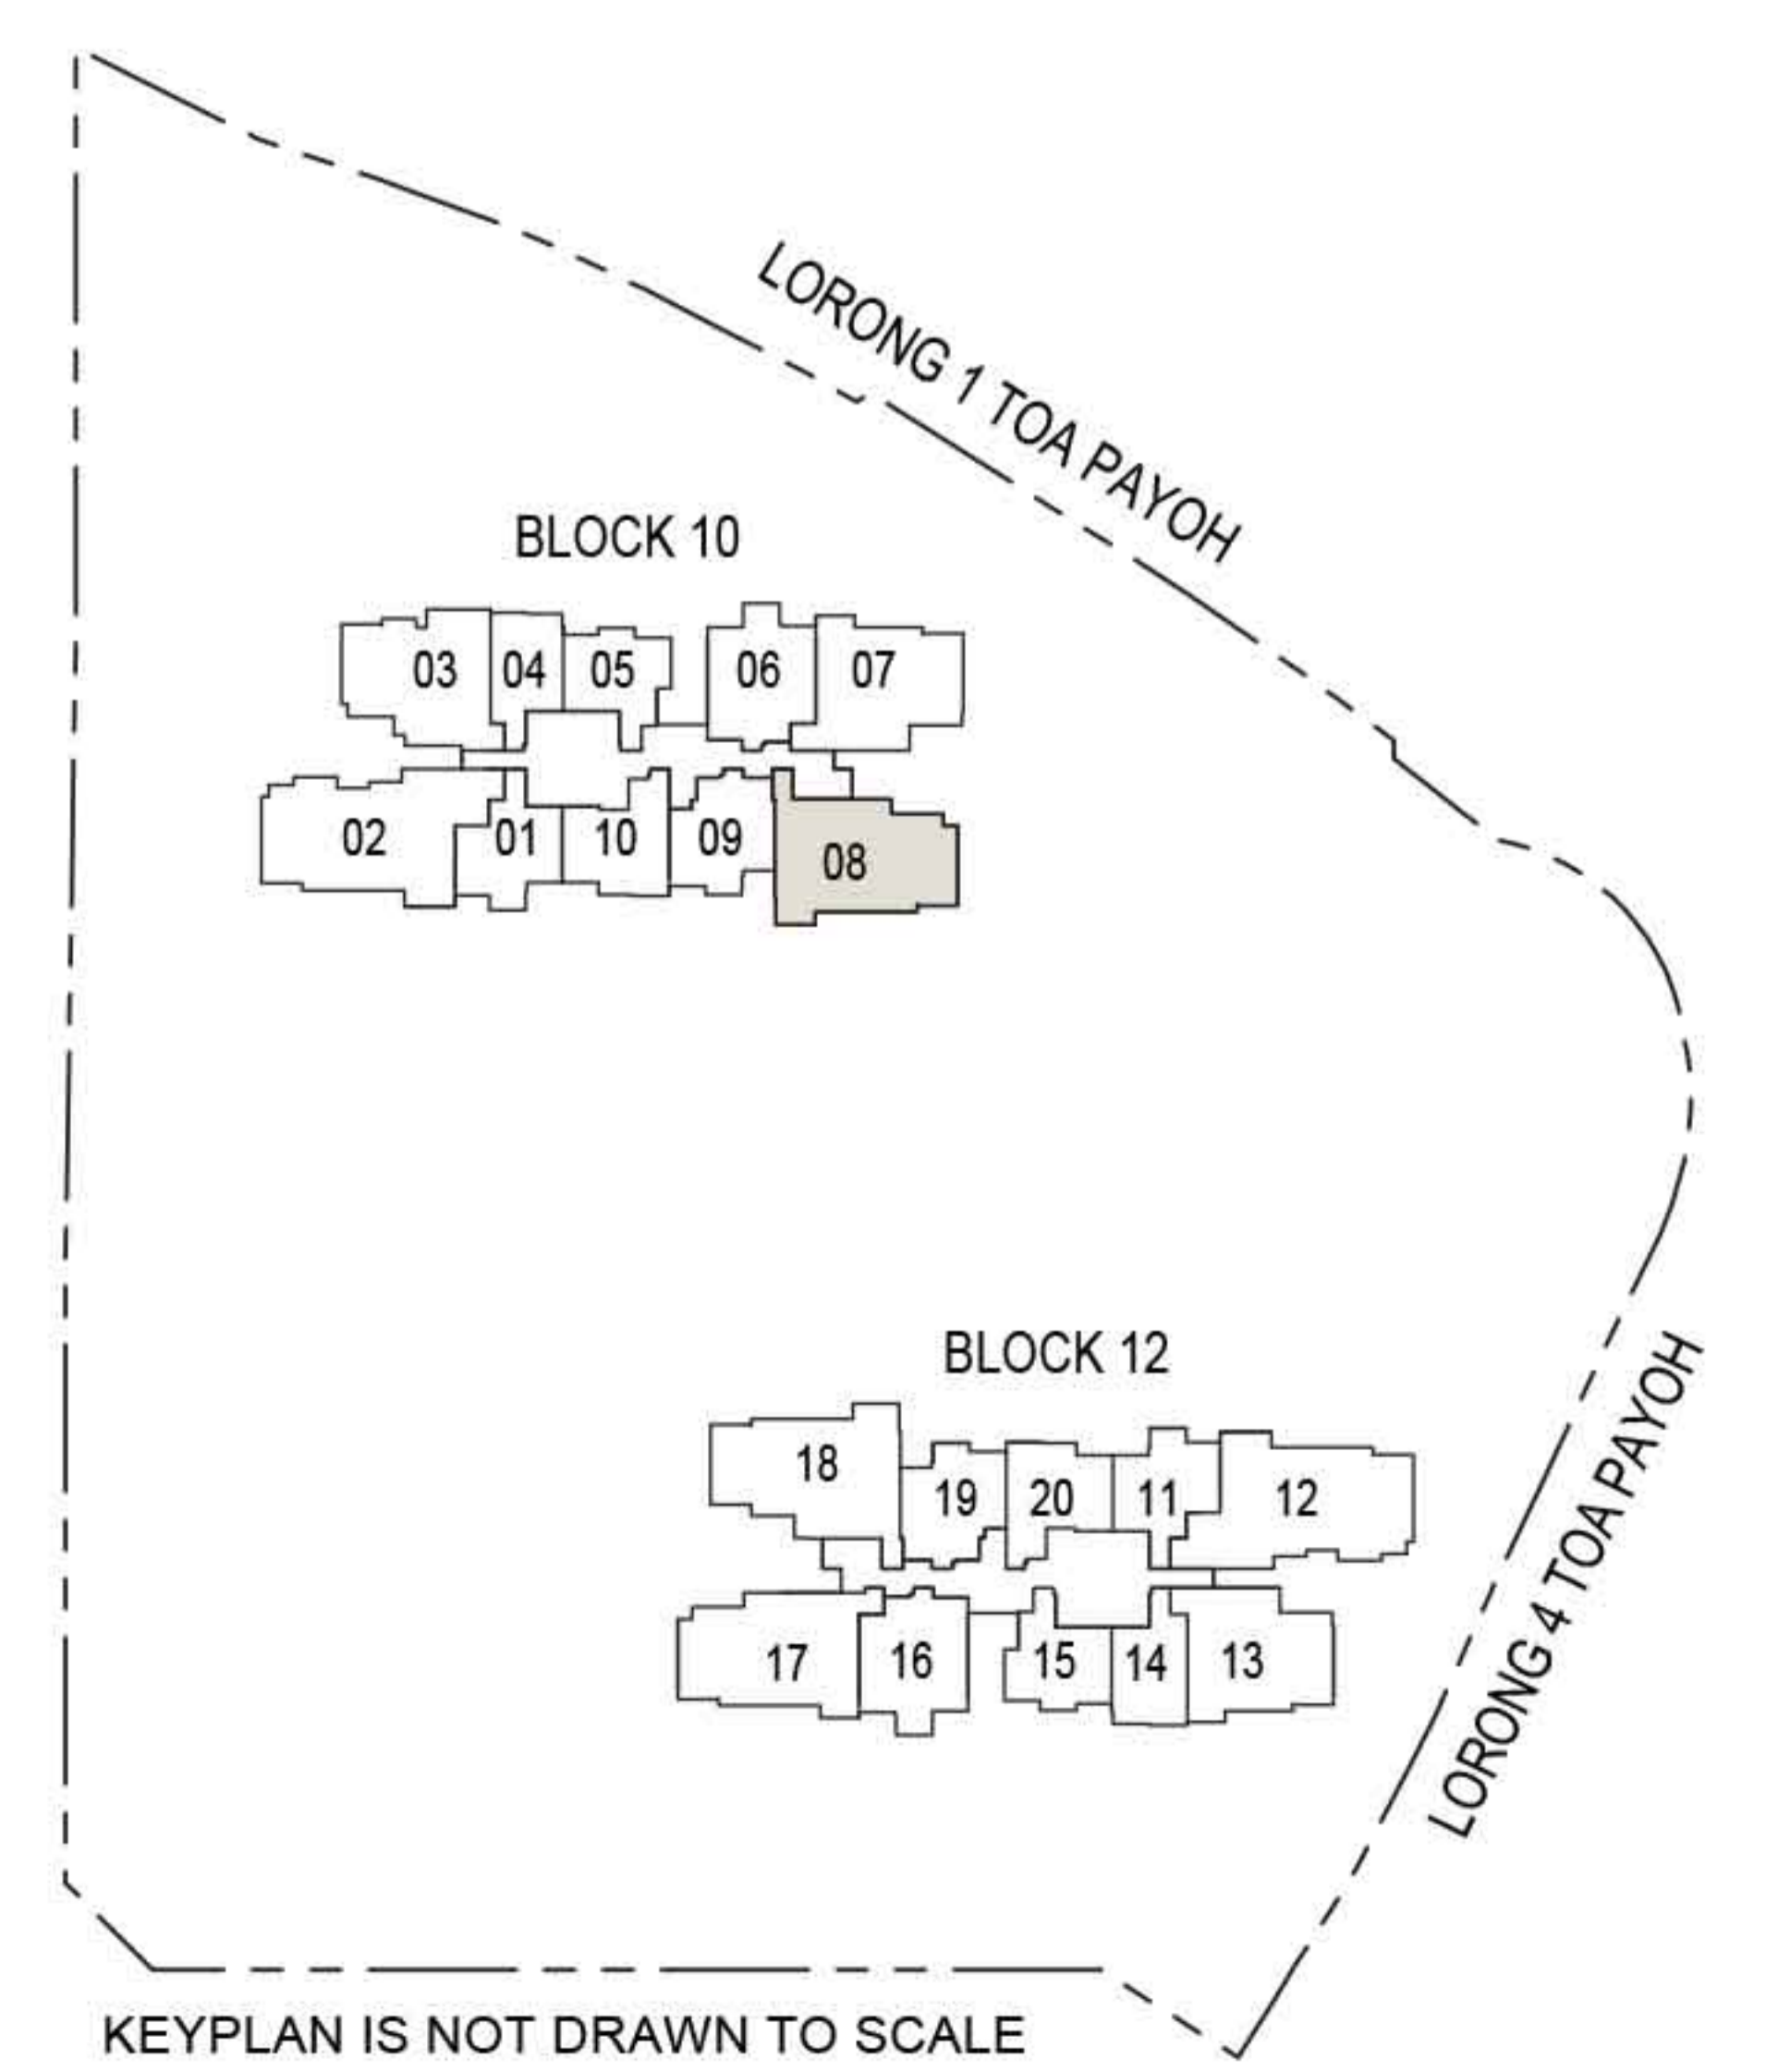 LORONG 1 TOA PAYOH
BLOCK 10
03 04 05 06 07
02 01 10 09 08
BLOCK 12
18 19 20 11 12
17 16 15 14 13
LORONG 4 TOA PAYOH
KEYPLAN IS NOT DRAWN TO SCALE